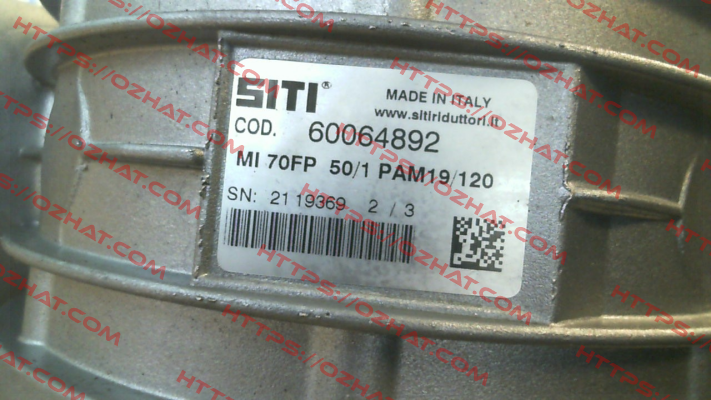 SITI®
MADE IN ITALY
www.sitiriduttori.it
COD. 60064892
MI 70FP 50/1 PAM19/120
SN: 2119369 2 / 3
HTTPS://OZHAT.COM